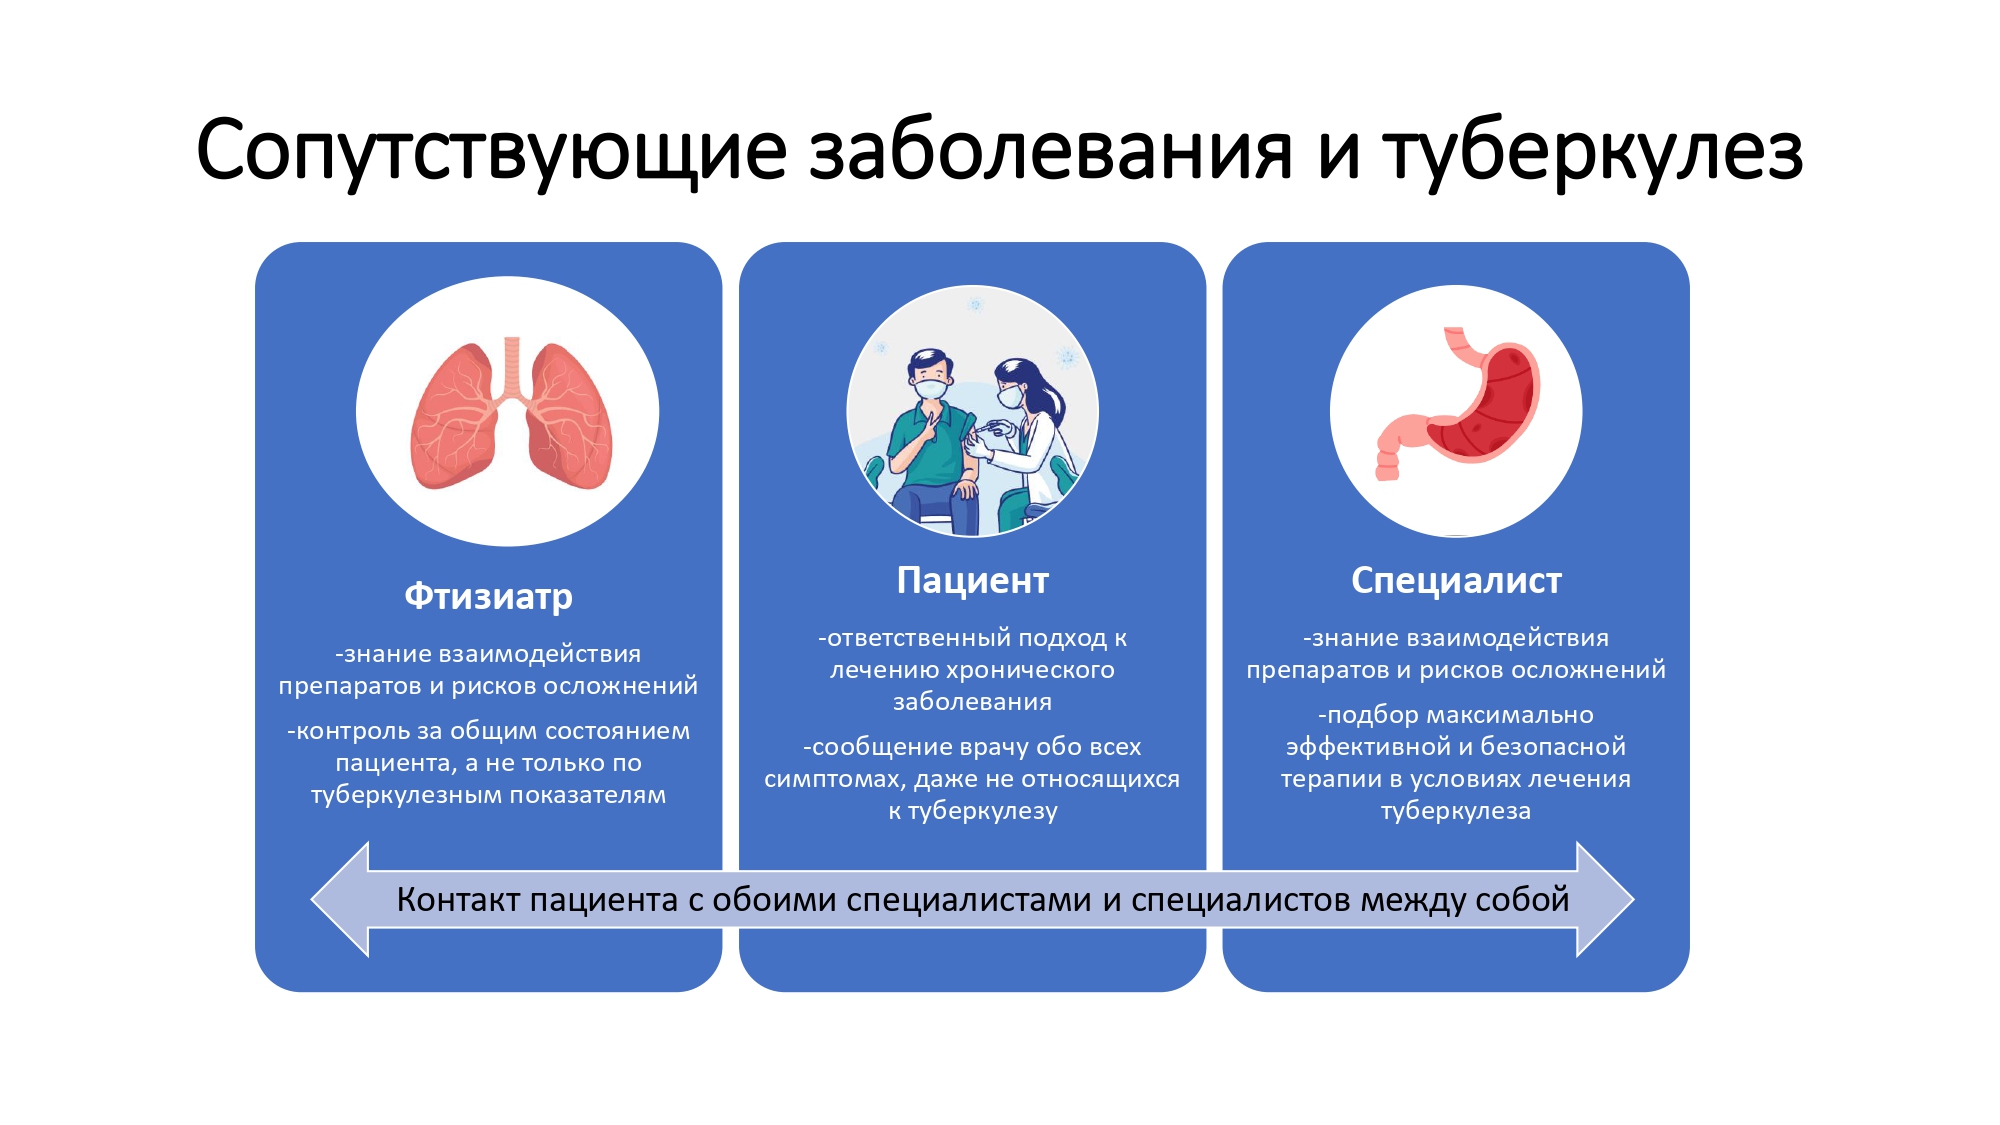 Сопутствующие заболевания и туберкулез
Фтизиатр
-знание взаимодействия
препаратов и рисков осложнений
-контроль за общим состоянием
пациента, а не только по
туберкулезным показателям
Пациент
-ответственный подход к
лечению хронического
заболевания
-сообщение врачу обо всех
симптомах, даже не относящихся
к туберкулезу
Специалист
-знание взаимодействия
препаратов и рисков осложнений
-подбор максимально
эффективной и безопасной
терапии в условиях лечения
туберкулеза
Контакт пациента с обоими специалистами и специалистов между собой